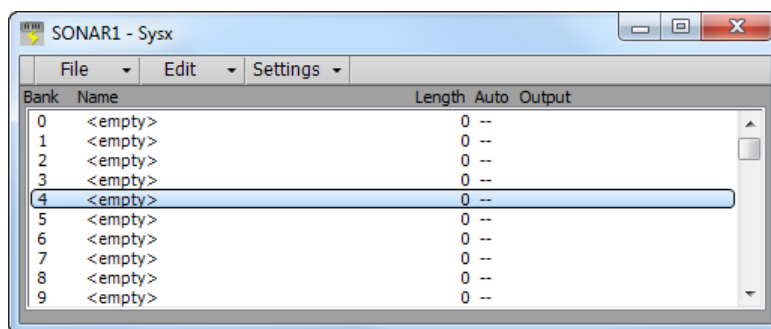 SONAR1 - Sysx
File Edit Settings
Bank Name Length Auto Output
0 <empty> 0 --
1 <empty> 0 --
2 <empty> 0 --
3 <empty> 0 --
4 <empty> 0 --
5 <empty> 0 --
6 <empty> 0 --
7 <empty> 0 --
8 <empty> 0 --
9 <empty> 0 --